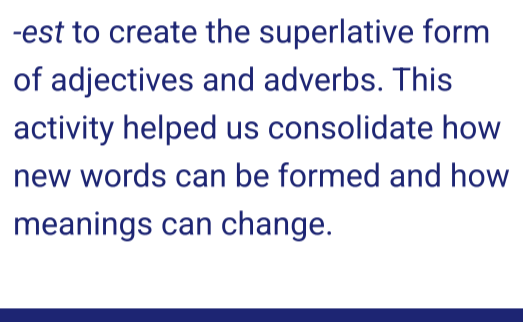 -est to create the superlative form
of adjectives and adverbs. This
activity helped us consolidate how
new words can be formed and how
meanings can change.